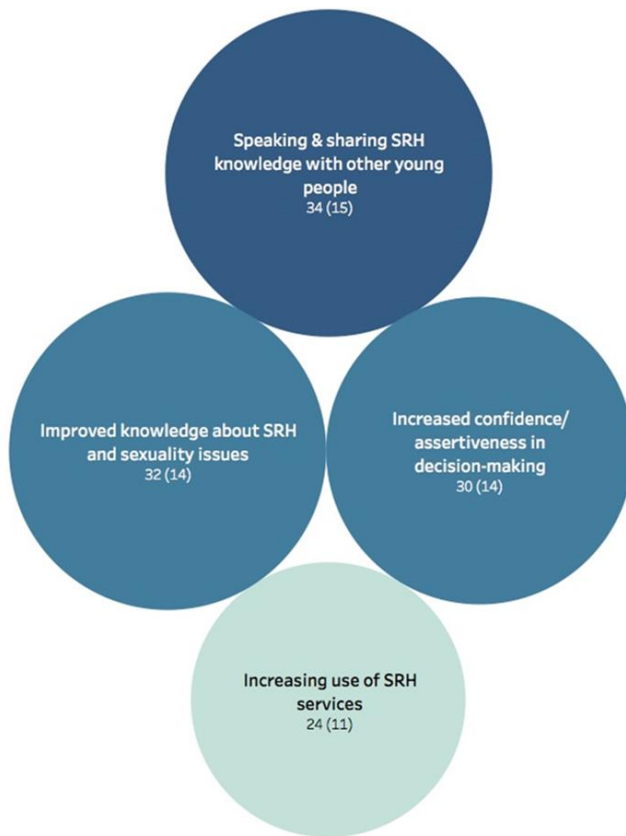 Speaking & sharing SRH
knowledge with other young
people
34 (15)
Improved knowledge about SRH
and sexuality issues
32 (14)
Increased confidence/
assertiveness in
decision-making
30 (14)
Increasing use of SRH
services
24 (11)